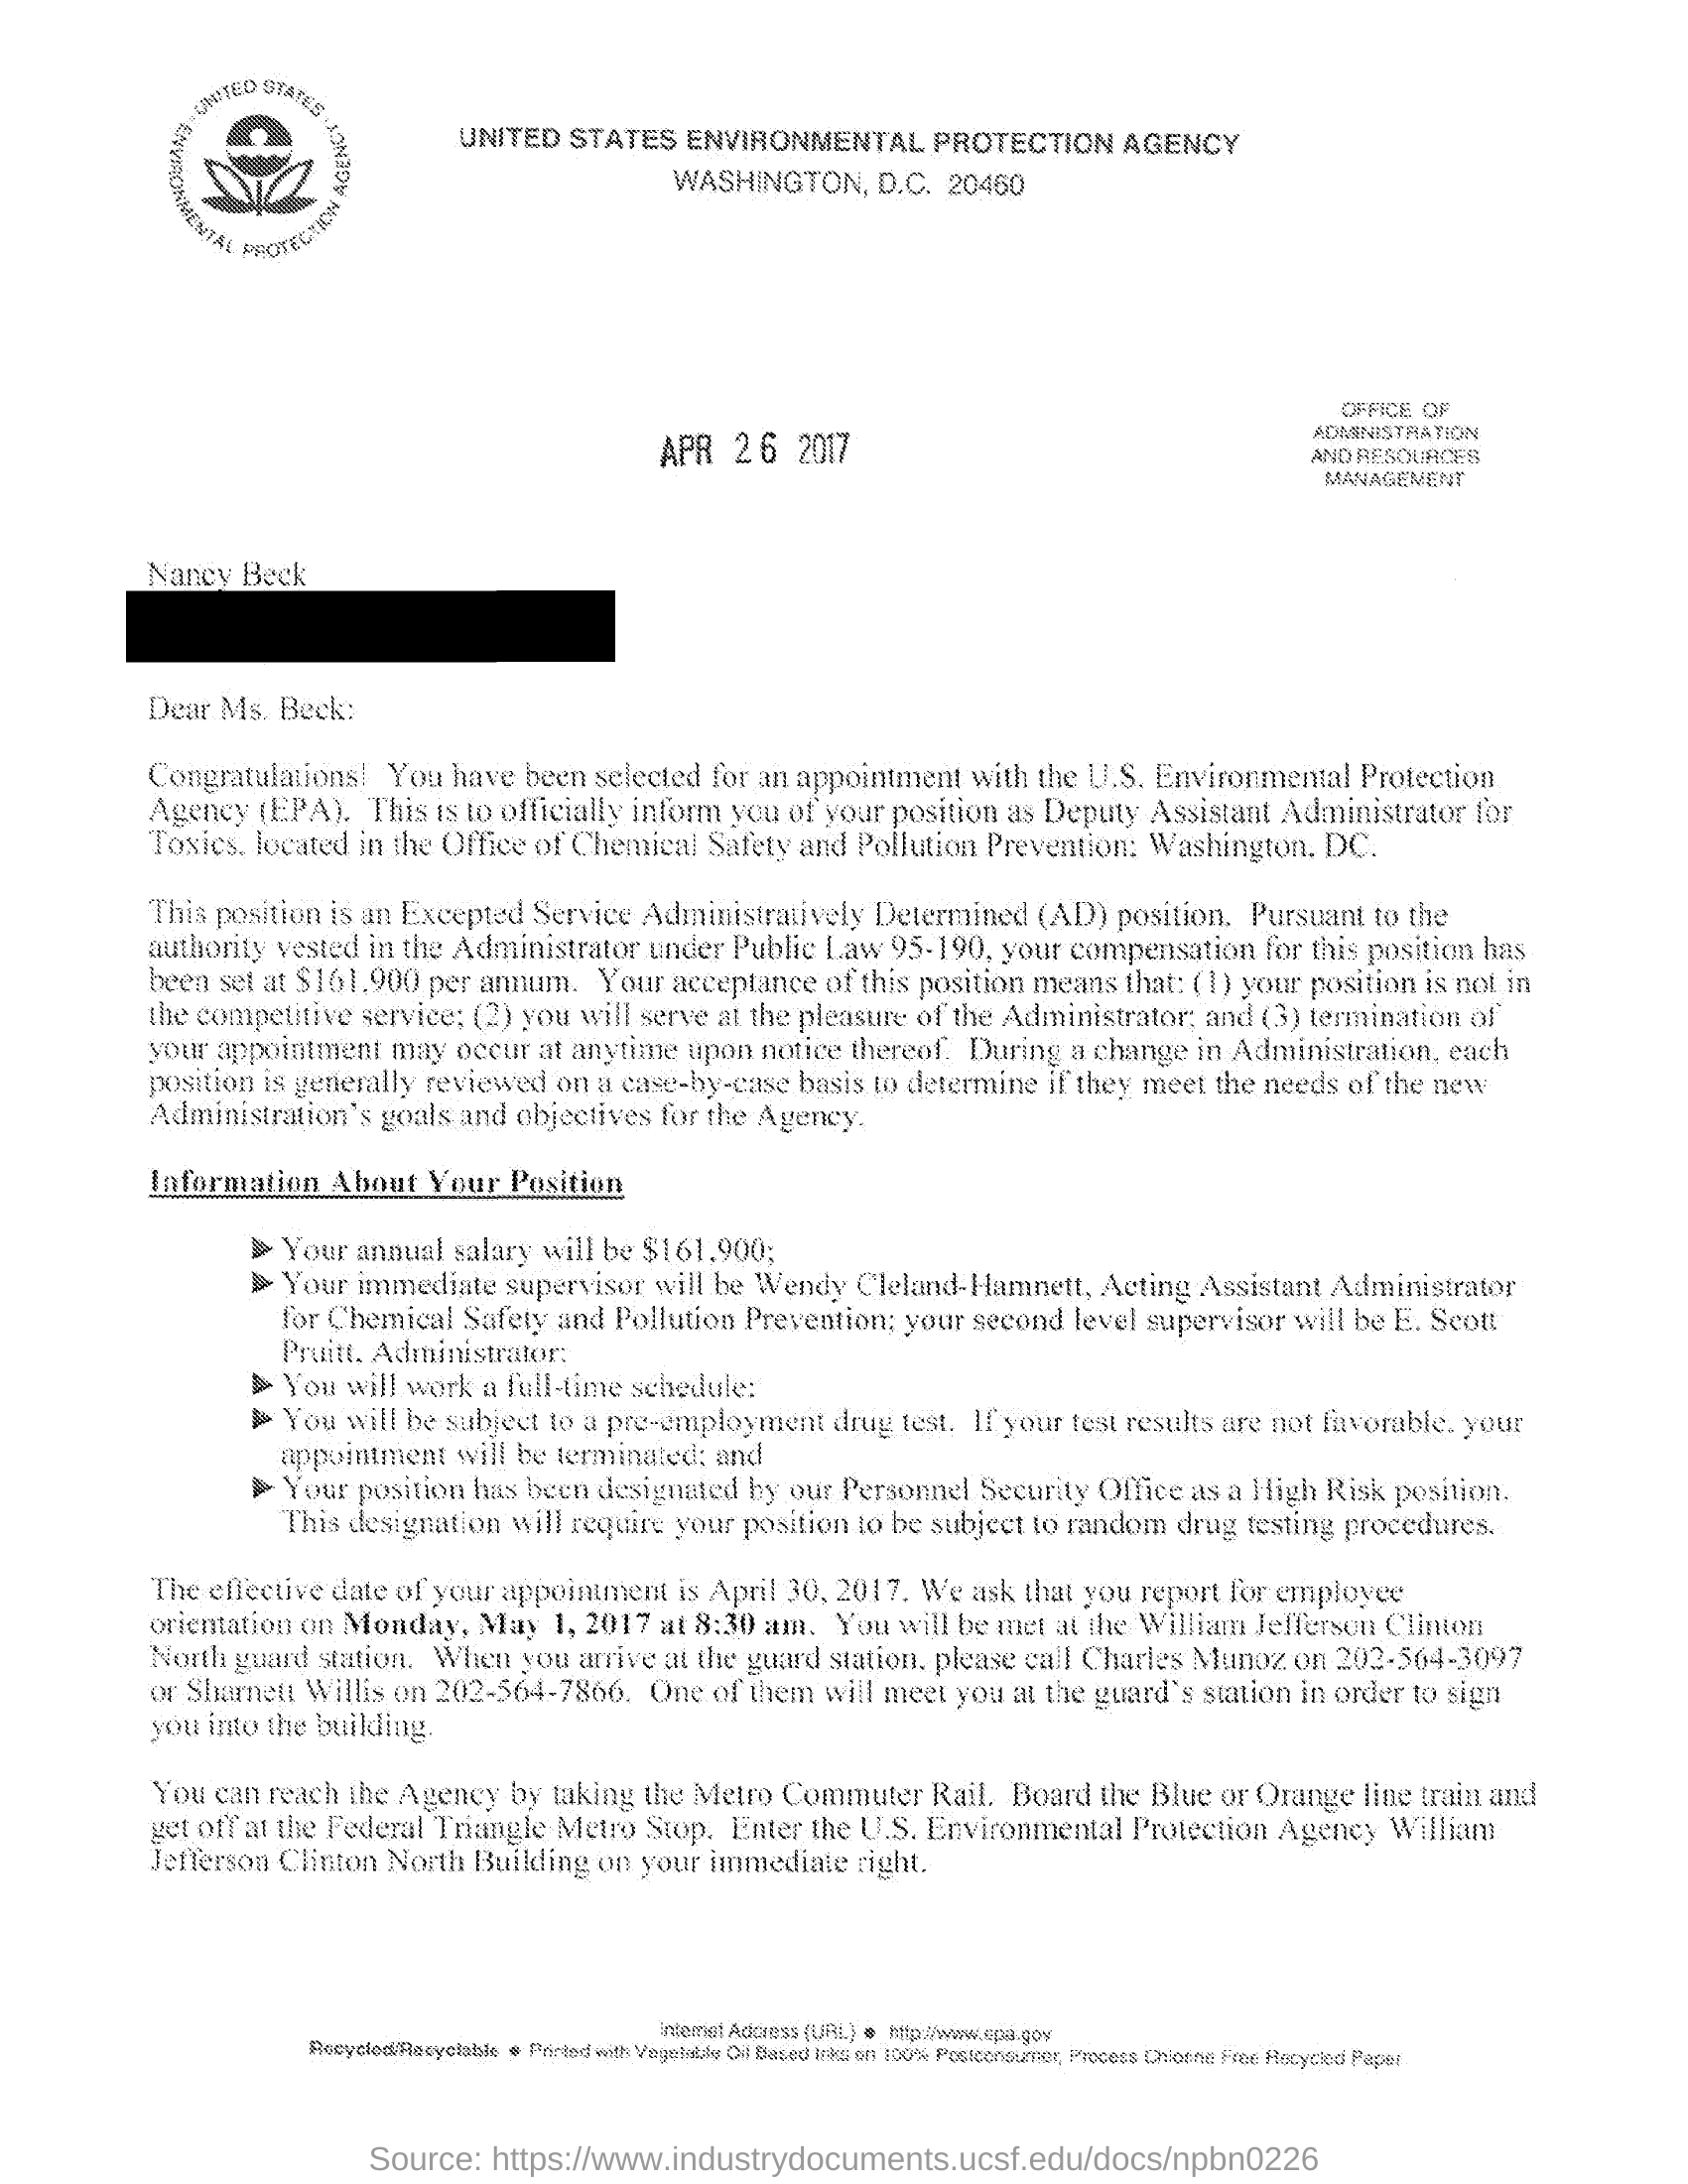 UNITED STATES ENVIRONMENTAL PROTECTION AGENCY
UNITED STATES ENVIRONMENTAL PROTECTION AGENCY
WASHINGTON, D.C. 20460
OFFICE OF
ADMINISTRATION
AND RESOURCES
MANAGEMENT
APR 26 2017
Nancy Beck
Dear Ms. Beck:
Congratulations! You have been selected for an appointment with the U.S. Environmental Protection
Agency (EPA). This is to officially inform you of your position as Deputy Assistant Administrator for
Toxics, located in the Office of Chemical Safety and Pollution Prevention; Washington, DC.
This position is an Excepted Service Administratively Determined (AD) position. Pursuant to the
authority vested in the Administrator under Public Law 95-190, your compensation for this position has
been set at $161,900 per annum. Your acceptance of this position means that: (1) your position is not in
the competitive service; (2) you will serve at the pleasure of the Administrator; and (3) termination of
your appointment may occur at anytime upon notice thereof. During a change in Administration, each
position is generally reviewed on a case-by-case basis to determine if they meet the needs of the new
Administration's goals and objectives for the Agency.
Information About Your Position
Your annual salary will be $161,900;
Your immediate supervisor will be Wendy Cleland-Hamnett, Acting Assistant Administrator
for Chemical Safety and Pollution Prevention; your second level supervisor will be E. Scott
Pruitt, Administrator;
You will work a full-time schedule;
You will be subject to a pre-employment drug test. If your test results are not favorable, your
appointment will be terminated; and
Your position has been designated by our Personnel Security Office as a High Risk position.
This designation will require your position to be subject to random drug testing procedures.
The effective date of your appointment is April 30, 2017. We ask that you report for employee
orientation on Monday, May 1, 2017 at 8:30 am. You will be met at the William Jefferson Clinton
North guard station. When you arrive at the guard station, please call Charles Munoz on 202-564-3097
or Sharnett Willis on 202-564-7866. One of them will meet you at the guard's station in order to sign
you into the building.
You can reach the Agency by taking the Metro Commuter Rail. Board the Blue or Orange line train and
get off at the Federal Triangle Metro Stop. Enter the U.S. Environmental Protection Agency William
Jefferson Clinton North Building on your immediate right.
Internet Address (URL) • http://www.epa.gov
Recycled/Recyclable • Printed with Vegetable Oil Based Inks on 100% Postconsumer, Process Chlorine Free Recycled Paper
Source: https://www.industrydocuments.ucsf.edu/docs/npbn0226